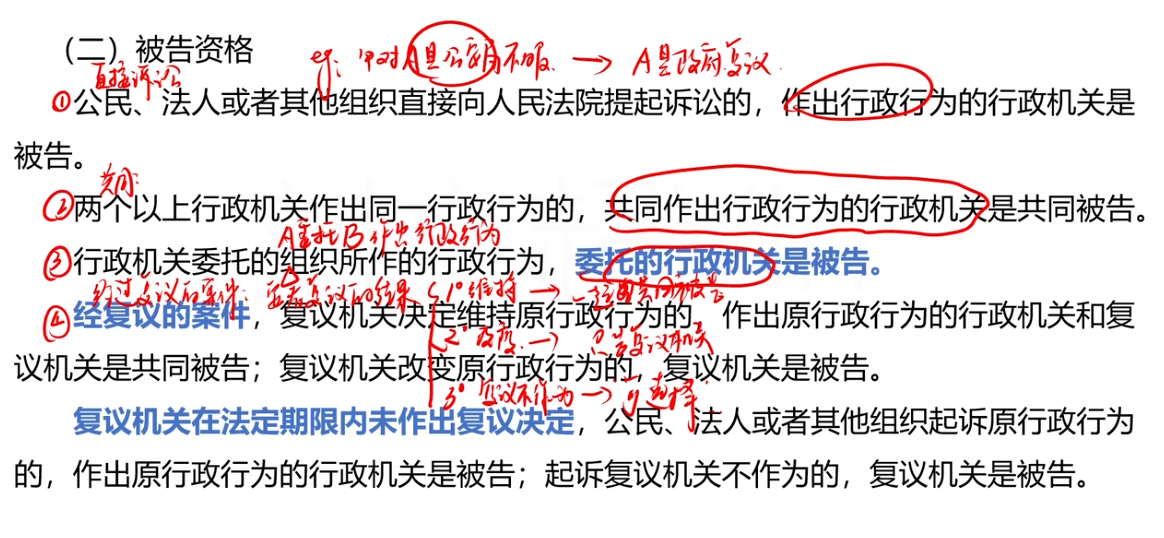 （二）被告资格
eg: 甲对A县公安局不服 → A县政府复议
直接诉讼
①公民、法人或者其他组织直接向人民法院提起诉讼的，作出行政行为的行政机关是
被告。
共同:
②两个以上行政机关作出同一行政行为的，共同作出行政行为的行政机关是共同被告。
A委托B作出行政行为
③行政机关委托的组织所作的行政行为，委托的行政机关是被告。
经过复议的案件: 复议的结果 1°维持 → 共同被告
④经复议的案件，复议机关决定维持原行政行为的，作出原行政行为的行政机关和复
2°改变 → 只告复议机关
议机关是共同被告；复议机关改变原行政行为的，复议机关是被告。
3°复议不作为 → 可选择
复议机关在法定期限内未作出复议决定，公民、法人或者其他组织起诉原行政行为
的，作出原行政行为的行政机关是被告；起诉复议机关不作为的，复议机关是被告。